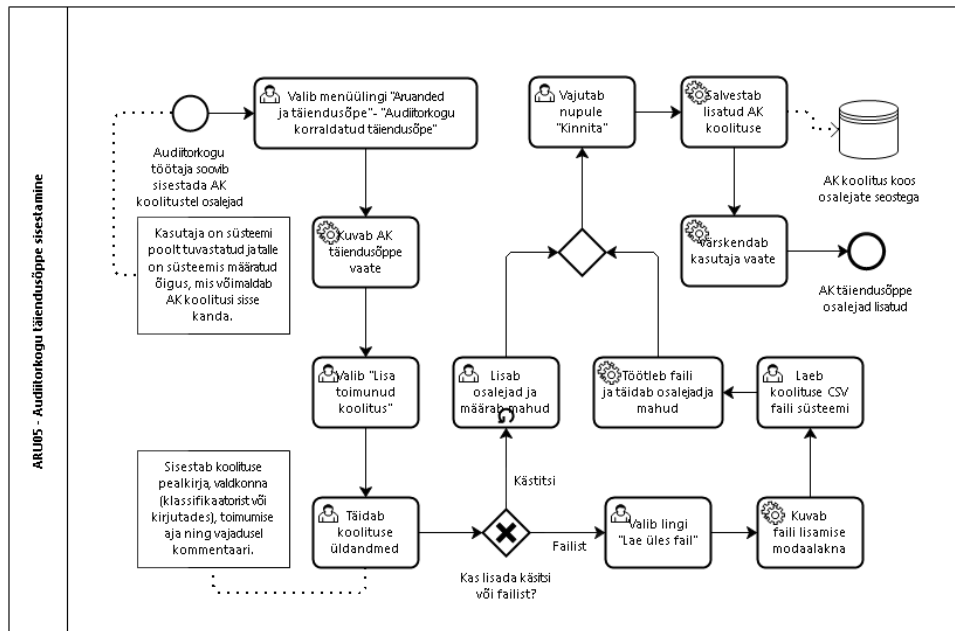 ARU05 - Audiitorkogu täiendusõppe sisestamine
Valib menüülingi "Aruanded
ja täiendusõpe"- "Audiitorkogu
korraldatud täiendusõpe"
Audiitorkogu
töötaja soovib
sisestada AK
koolitustel osalejad
Kasutaja on süsteemi
poolt tuvastatud ja talle
on süsteemis määratud
õigus, mis võimaldab
AK koolitusi sisse
kanda.
Kuvab AK
täiendusõppe
vaate
Valib "Lisa
toimunud
koolitus"
Sisestab koolituse
pealkirja, valdkonna
(klassifikaatorist või
kirjutades), toimumise
aja ning vajadusel
kommentaari.
Täidab
koolituse
üldandmed
Kas lisada käsitsi
või failist?
Kästitsi
Failist
Lisab
osalejad ja
määrab mahud
Valib lingi
"Lae üles fail"
Kuvab
faili lisamise
modaalakna
Laeb
koolituse CSV
faili süsteemi
Töötleb faili
ja täidab osalejadja
mahud
Vajutab
nupule
"Kinnita"
Salvestab
lisatud AK
koolituse
AK koolitus koos
osalejate seostega
Värskendab
kasutaja vaate
AK täiendusõppe
osalejad lisatud